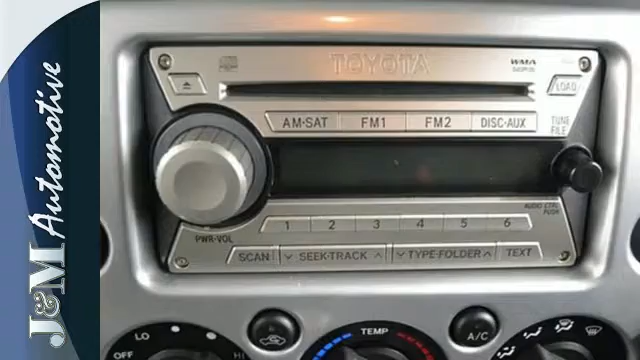 J&M Automotive
TOYOTA
WMA
LOAD
AM·SAT FM1 FM2 DISC·AUX
TUNE
FILE
AUDIO CTRL
PUSH
1 2 3 4 5 6
PWR·VOL
SCAN SEEK·TRACK TYPE·FOLDER TEXT
LO TEMP A/C
OFF HI